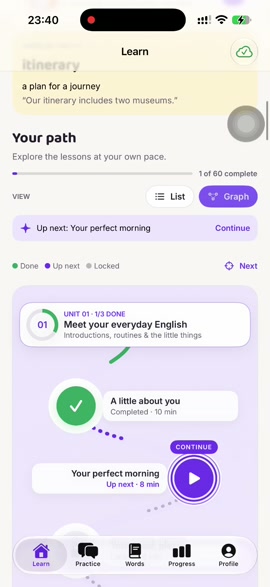 23:40
Learn
itinerary
a plan for a journey
“Our itinerary includes two museums.”
Your path
Explore the lessons at your own pace.
1 of 60 complete
VIEW
List
Graph
Up next: Your perfect morning
Continue
Done
Up next
Locked
Next
01
UNIT 01 · 1/3 DONE
Meet your everyday English
Introductions, routines & the little things
A little about you
Completed · 10 min
CONTINUE
Your perfect morning
Up next · 8 min
Learn
Practice
Words
Progress
Profile